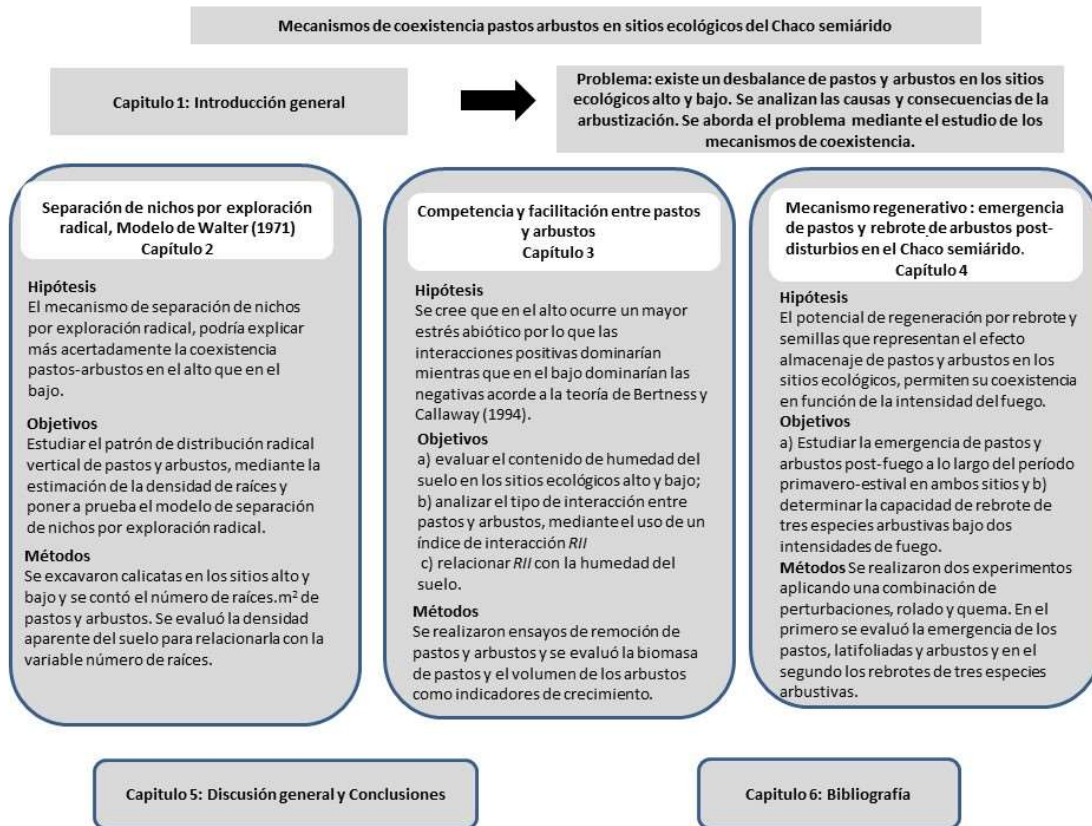 Mecanismos de coexistencia pastos arbustos en sitios ecológicos del Chaco semiárido
Capitulo 1: Introducción general
Problema: existe un desbalance de pastos y arbustos en los sitios
ecológicos alto y bajo. Se analizan las causas y consecuencias de la
arbustización. Se aborda el problema mediante el estudio de los
mecanismos de coexistencia.
Separación de nichos por exploración
radical, Modelo de Walter (1971)
Capítulo 2
Hipótesis
El mecanismo de separación de nichos
por exploración radical, podría explicar
más acertadamente la coexistencia
pastos-arbustos en el alto que en el
bajo.
Objetivos
Estudiar el patrón de distribución radical
vertical de pastos y arbustos, mediante la
estimación de la densidad de raíces y
poner a prueba el modelo de separación
de nichos por exploración radical.
Métodos
Se excavaron calicatas en los sitios alto y
bajo y se contó el número de raíces.m² de
pastos y arbustos. Se evaluó la densidad
aparente del suelo para relacionarla con la
variable número de raíces.
Competencia y facilitación entre pastos
y arbustos
Capítulo 3
Hipótesis
Se cree que en el alto ocurre un mayor
estrés abiótico por lo que las
interacciones positivas dominarían
mientras que en el bajo dominarían las
negativas acorde a la teoría de Bertness y
Callaway (1994).
Objetivos
a) evaluar el contenido de humedad del
suelo en los sitios ecológicos alto y bajo;
b) analizar el tipo de interacción entre
pastos y arbustos, mediante el uso de un
índice de interacción RII
c) relacionar RII con la humedad del
suelo.
Métodos
Se realizaron ensayos de remoción de
pastos y arbustos y se evaluó la biomasa
de pastos y el volumen de los arbustos
como indicadores de crecimiento.
Mecanismo regenerativo : emergencia
de pastos y rebrote de arbustos post-
disturbios en el Chaco semiárido.
Capítulo 4
Hipótesis
El potencial de regeneración por rebrote y
semillas que representan el efecto
almacenaje de pastos y arbustos en los
sitios ecológicos, permiten su coexistencia
en función de la intensidad del fuego.
Objetivos
a) Estudiar la emergencia de pastos y
arbustos post-fuego a lo largo del período
primavero-estival en ambos sitios y b)
determinar la capacidad de rebrote de
tres especies arbustivas bajo dos
intensidades de fuego.
Métodos Se realizaron dos experimentos
aplicando una combinación de
perturbaciones, rolado y quema. En el
primero se evaluó la emergencia de los
pastos, latifoliadas y arbustos y en el
segundo los rebrotes de tres especies
arbustivas.
Capitulo 5: Discusión general y Conclusiones
Capitulo 6: Bibliografía